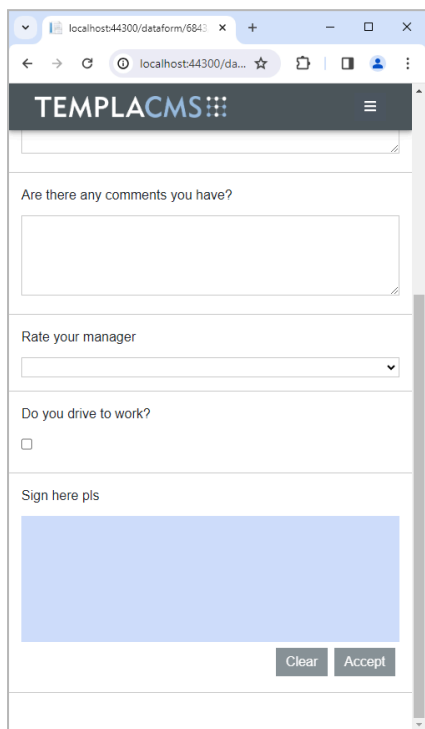 localhost:44300/dataform/6843
localhost:44300/da...
TEMPLACMS
Are there any comments you have?
Rate your manager
Do you drive to work?
Sign here pls
Clear
Accept